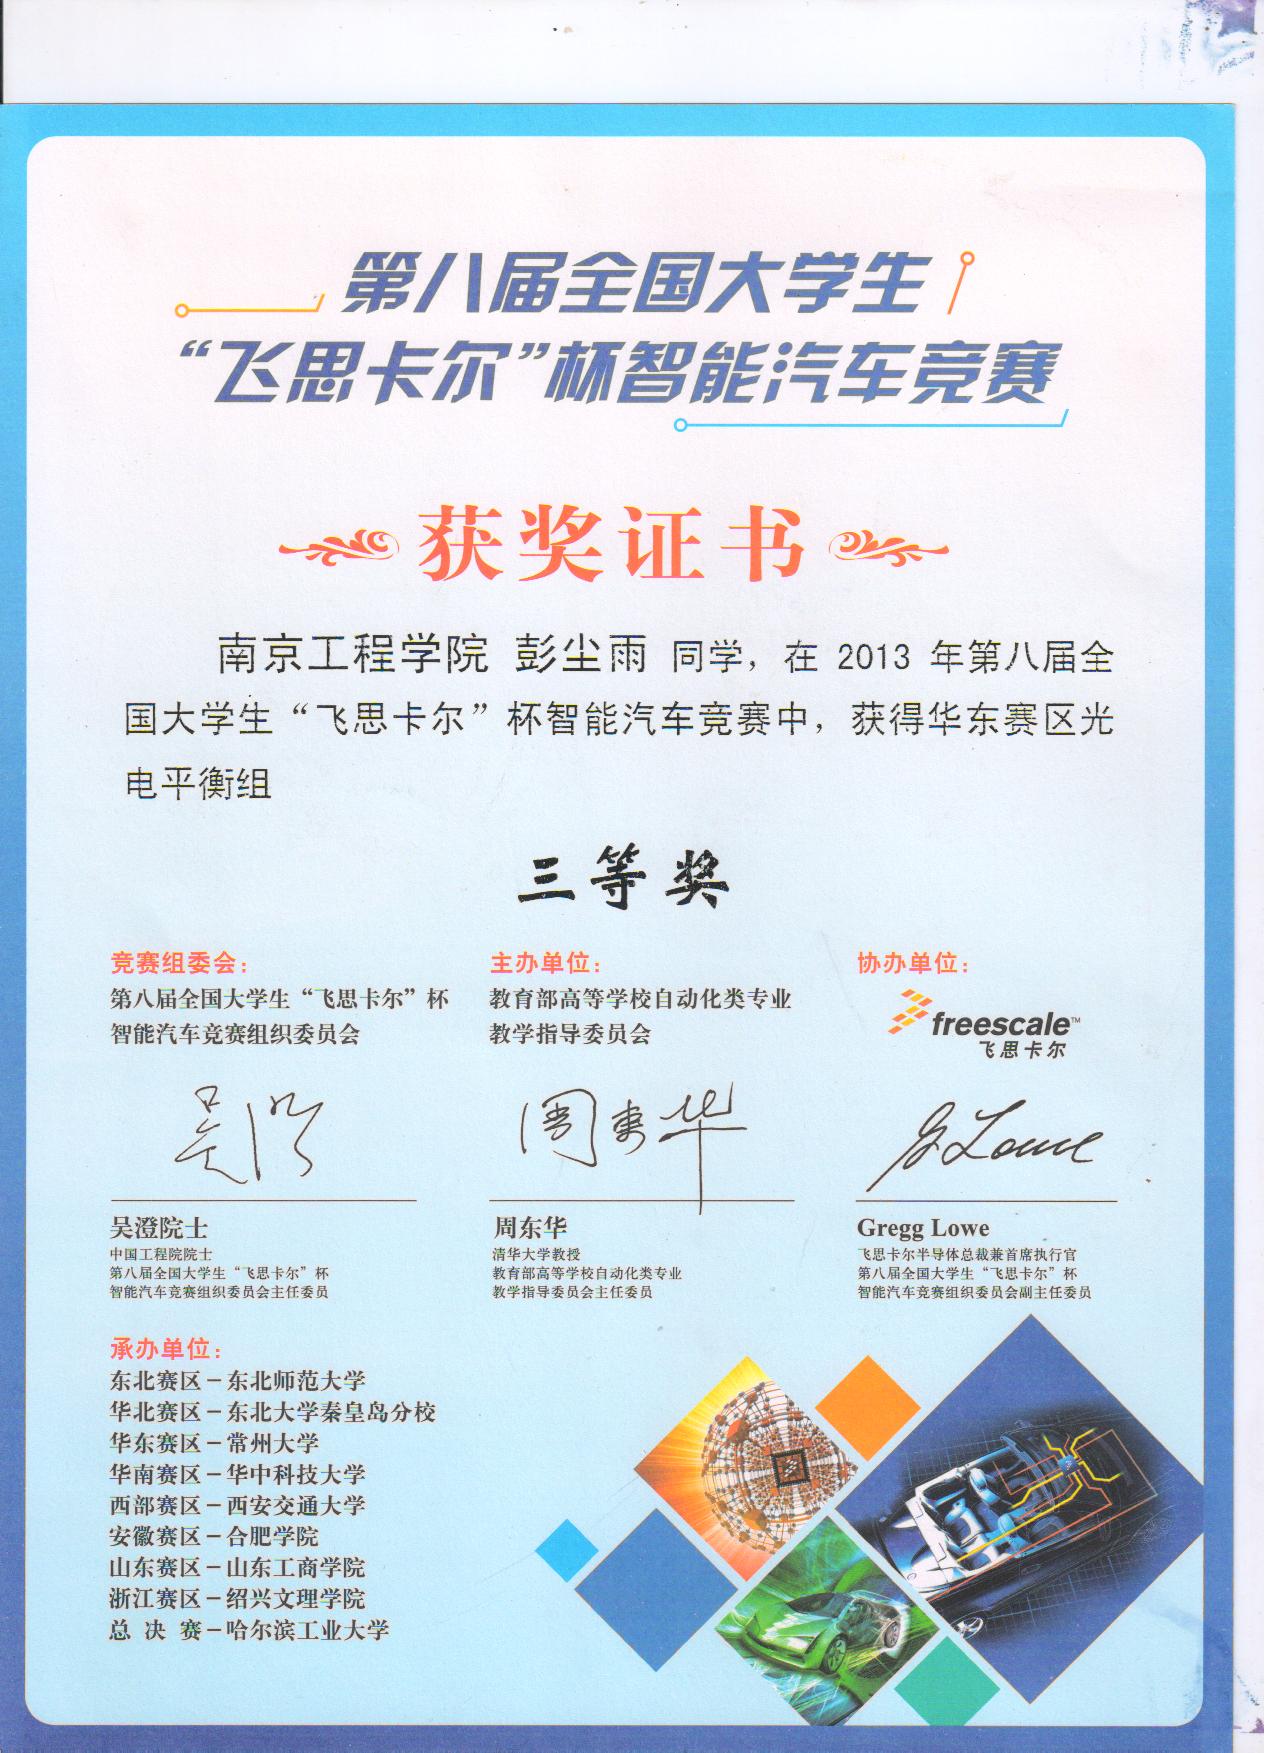 第八届全国大学生
“飞思卡尔”杯智能汽车竞赛
获奖证书
南京工程学院 彭尘雨 同学，在 2013 年第八届全
国大学生“飞思卡尔”杯智能汽车竞赛中，获得华东赛区光
电平衡组
三等奖
竞赛组委会：
第八届全国大学生“飞思卡尔”杯
智能汽车竞赛组织委员会
主办单位：
教育部高等学校自动化类专业
教学指导委员会
协办单位：
freescale™
飞思卡尔
吴澄
周东华
G Lowe
吴澄院士
中国工程院院士
第八届全国大学生“飞思卡尔”杯
智能汽车竞赛组织委员会主任委员
周东华
清华大学教授
教育部高等学校自动化类专业
教学指导委员会主任委员
Gregg Lowe
飞思卡尔半导体总裁兼首席执行官
第八届全国大学生“飞思卡尔”杯
智能汽车竞赛组织委员会副主任委员
承办单位：
东北赛区－东北师范大学
华北赛区－东北大学秦皇岛分校
华东赛区－常州大学
华南赛区－华中科技大学
西部赛区－西安交通大学
安徽赛区－合肥学院
山东赛区－山东工商学院
浙江赛区－绍兴文理学院
总 决 赛－哈尔滨工业大学